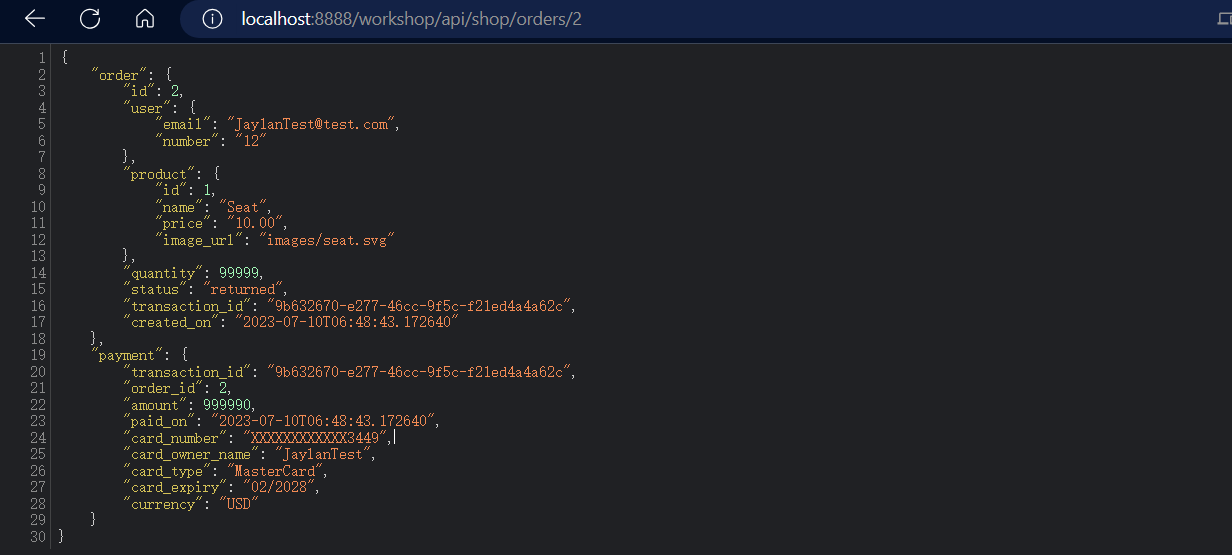 localhost:8888/workshop/api/shop/orders/2
1 {
2 "order": {
3 "id": 2,
4 "user": {
5 "email": "JaylanTest@test.com",
6 "number": "12"
7 },
8 "product": {
9 "id": 1,
10 "name": "Seat",
11 "price": "10.00",
12 "image_url": "images/seat.svg"
13 },
14 "quantity": 99999,
15 "status": "returned",
16 "transaction_id": "9b632670-e277-46cc-9f5c-f21ed4a4a62c",
17 "created_on": "2023-07-10T06:48:43.172640"
18 },
19 "payment": {
20 "transaction_id": "9b632670-e277-46cc-9f5c-f21ed4a4a62c",
21 "order_id": 2,
22 "amount": 999990,
23 "paid_on": "2023-07-10T06:48:43.172640",
24 "card_number": "XXXXXXXXXXXX3449",
25 "card_owner_name": "JaylanTest",
26 "card_type": "MasterCard",
27 "card_expiry": "02/2028",
28 "currency": "USD"
29 }
30 }